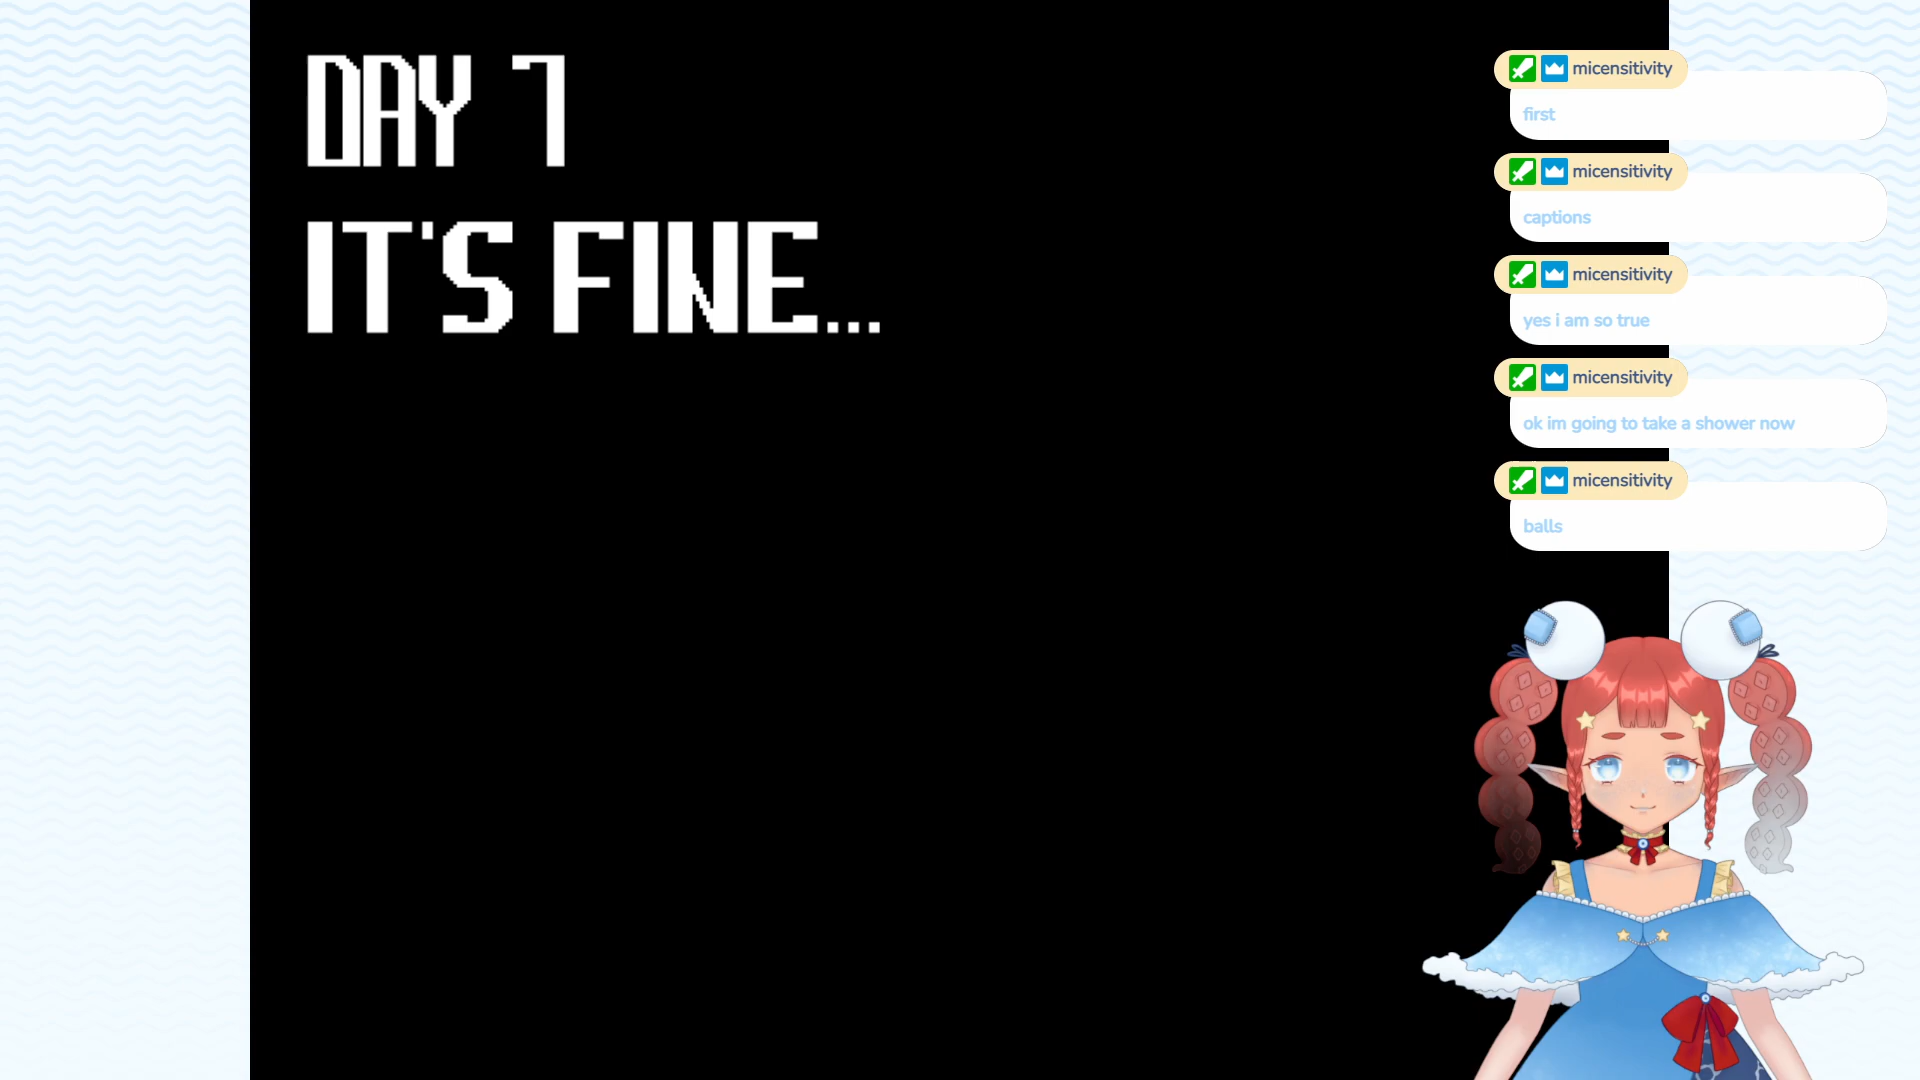 DAY 7
IT'S FINE...
micensitivity
first
micensitivity
captions
micensitivity
yes i am so true
micensitivity
ok im going to take a shower now
micensitivity
balls